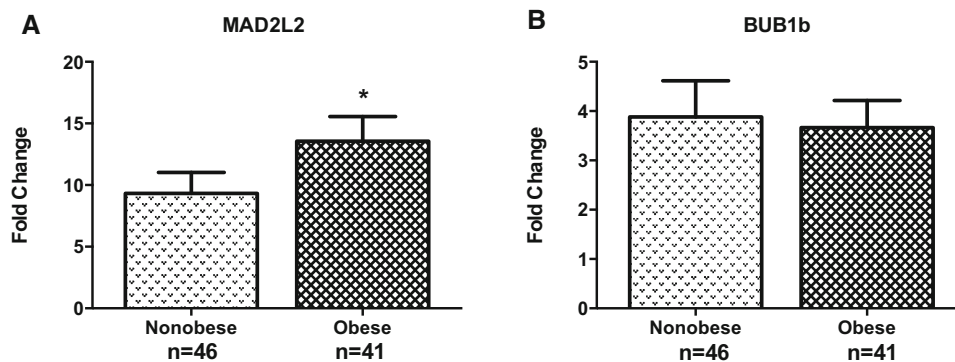 A
MAD2L2
Fold Change
20
15
10
5
0
*
Nonobese
n=46
Obese
n=41
B
BUB1b
Fold Change
5
4
3
2
1
0
Nonobese
n=46
Obese
n=41